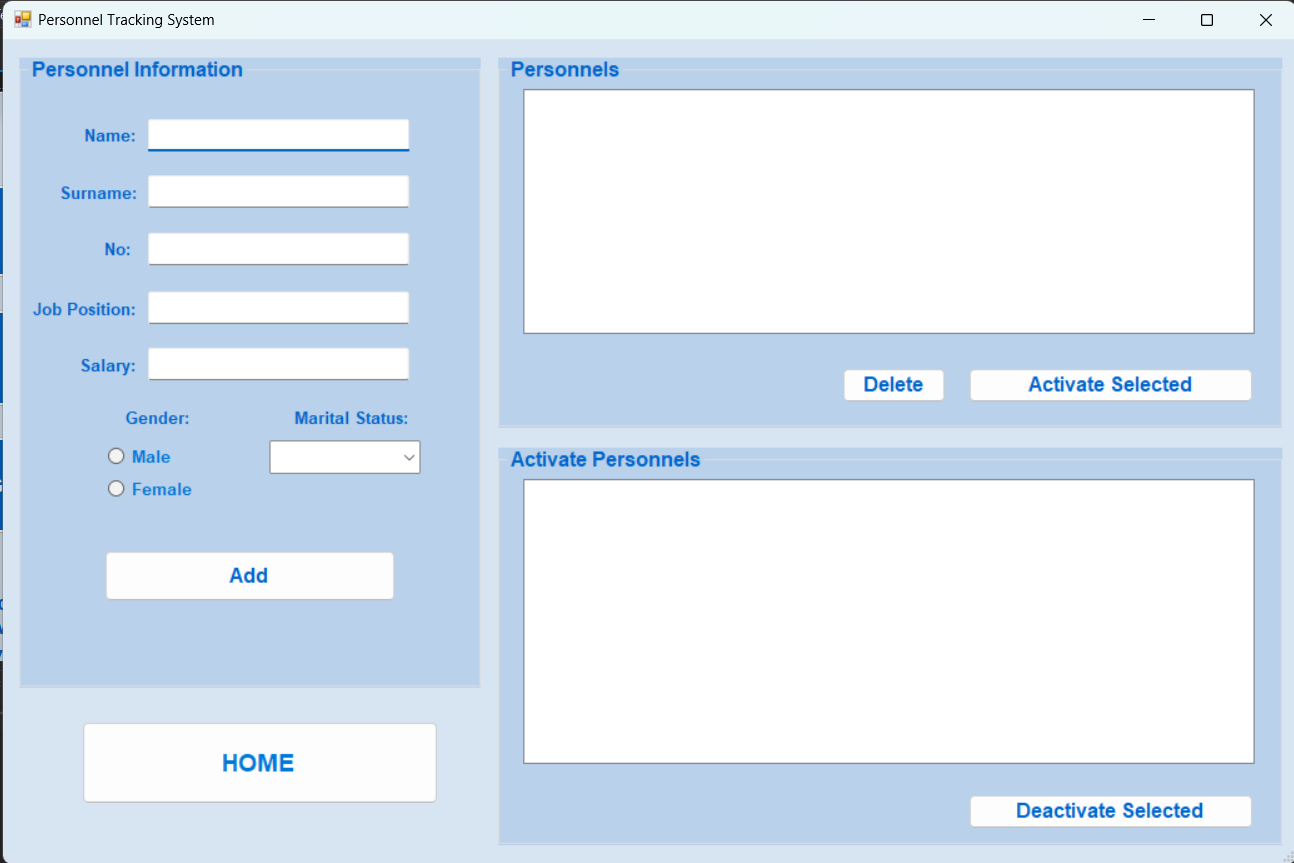 Personnel Tracking System
Personnel Information
Name:
Surname:
No:
Job Position:
Salary:
Gender:
Marital Status:
Male
Female
Add
HOME
Personnels
Delete
Activate Selected
Activate Personnels
Deactivate Selected